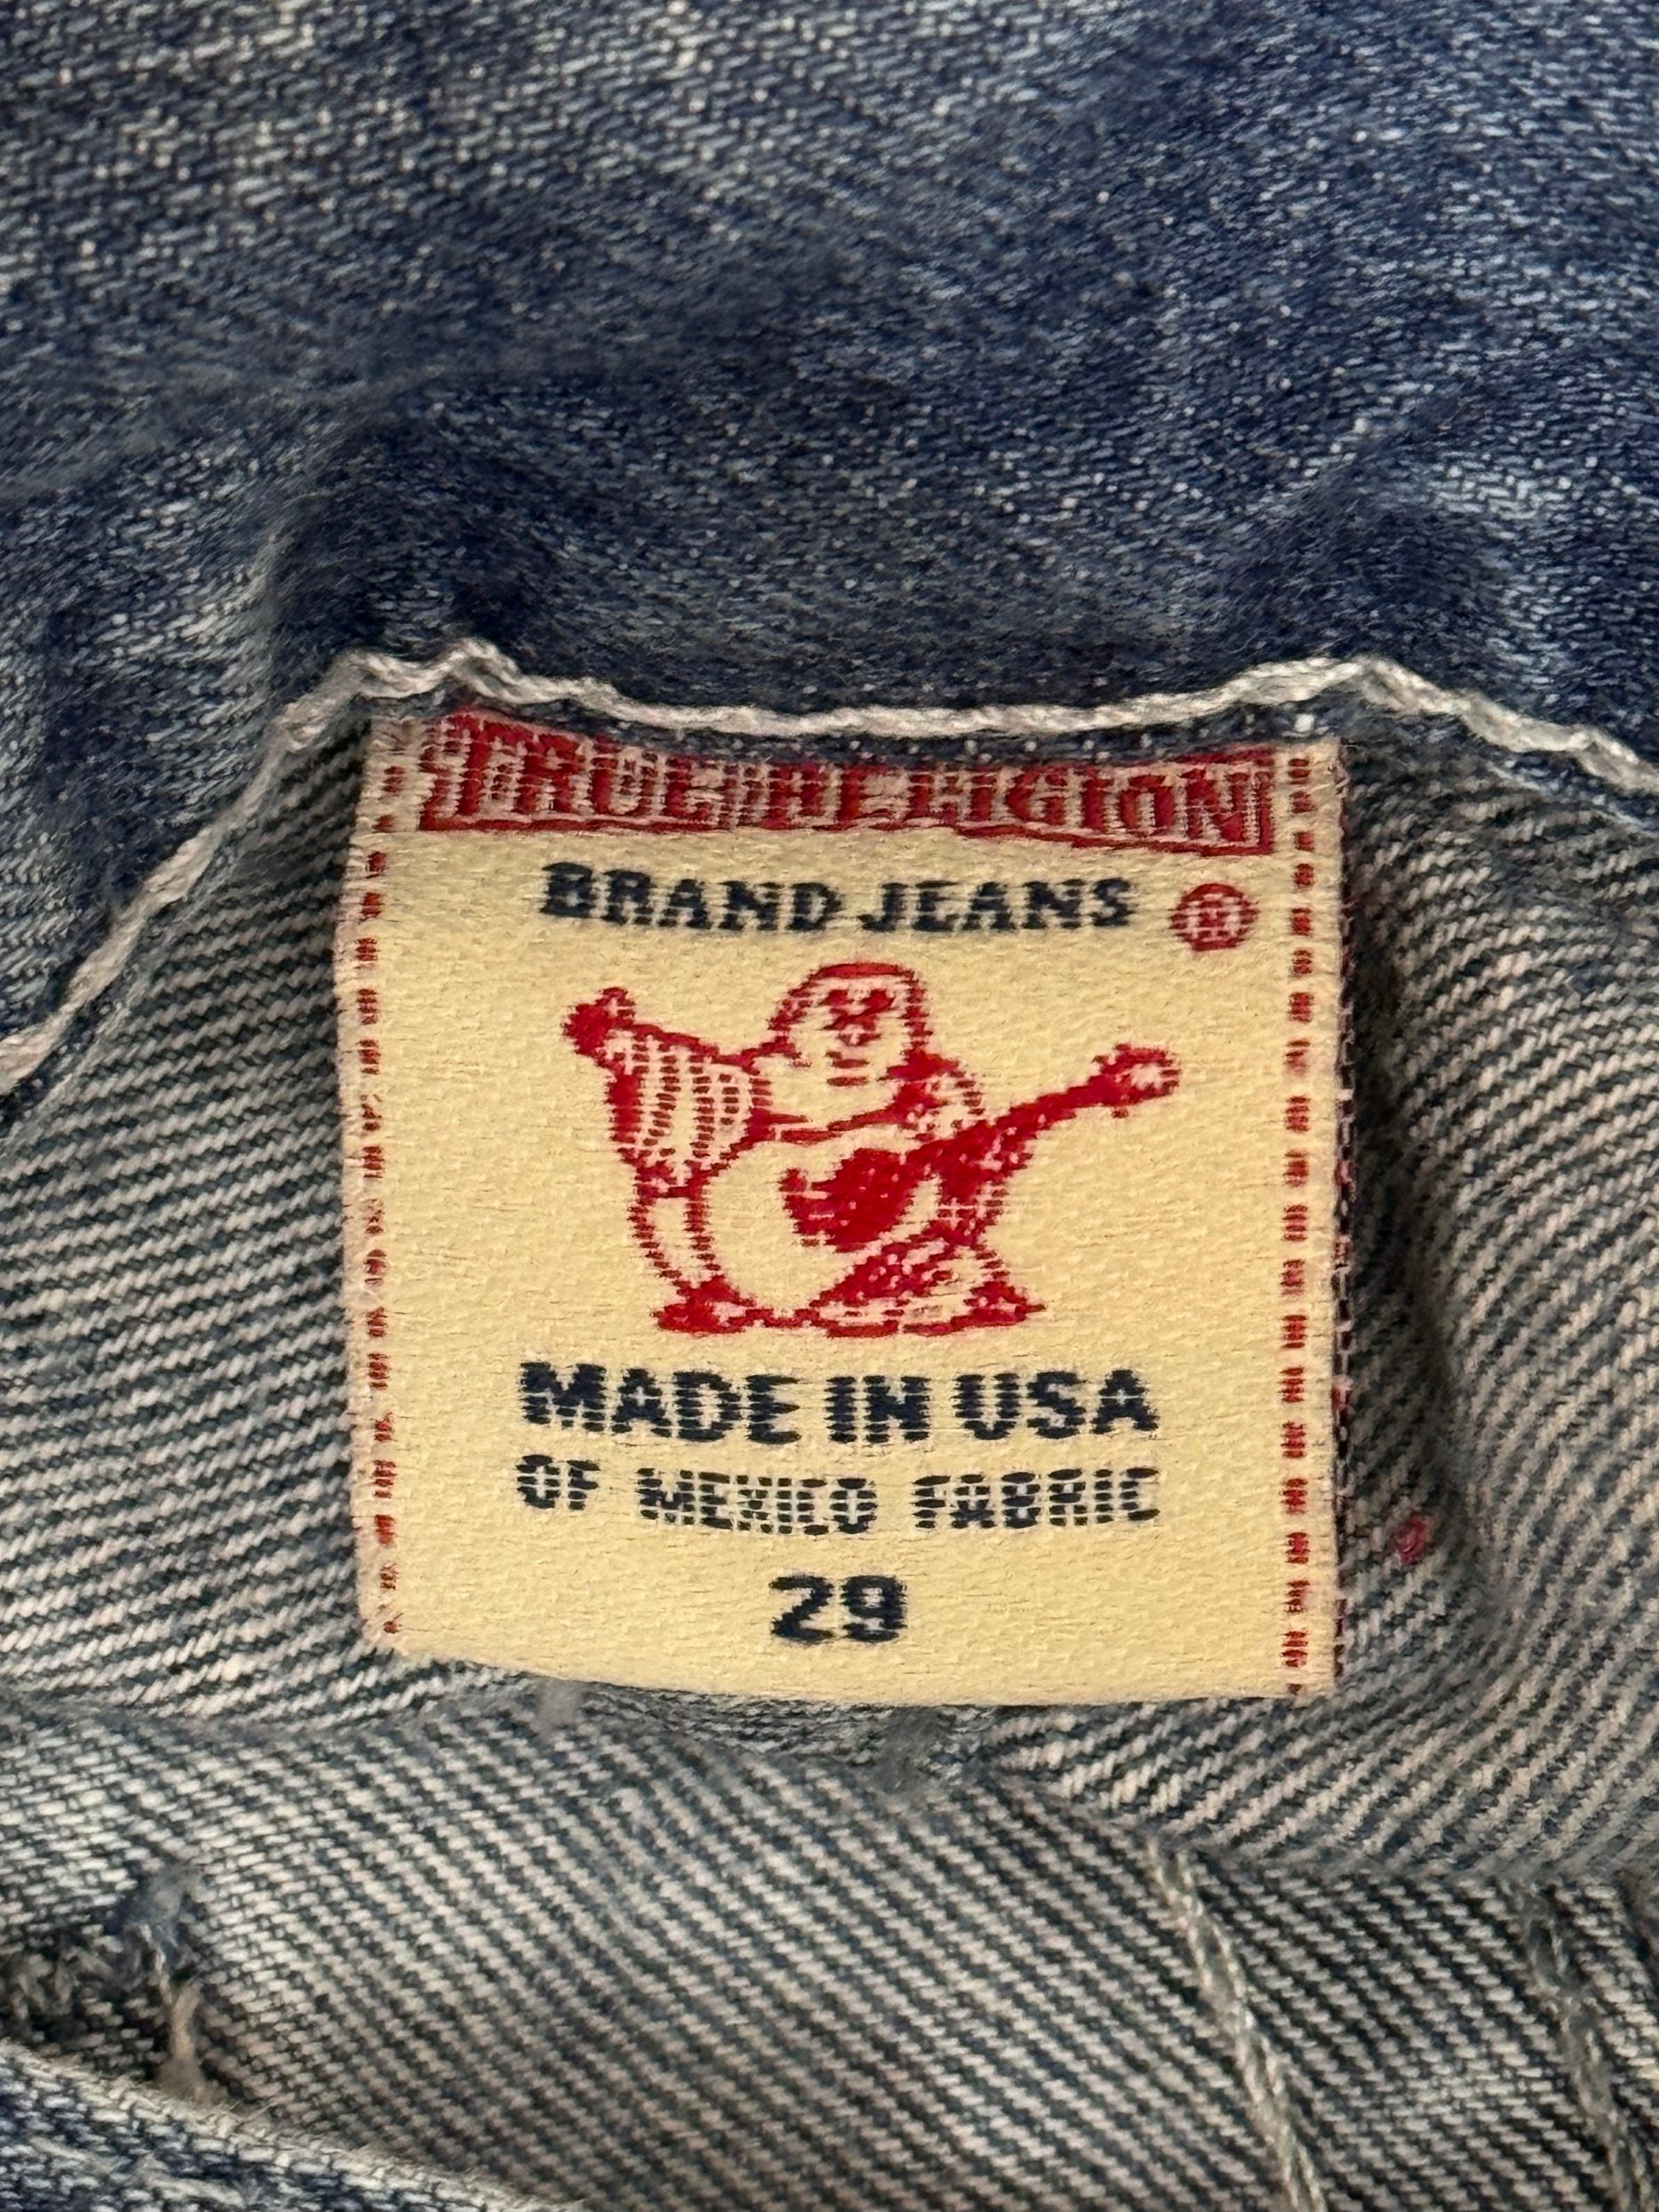 TRUE RELIGION
BRAND JEANS ®
MADE IN USA
OF MEXICO FABRIC
29